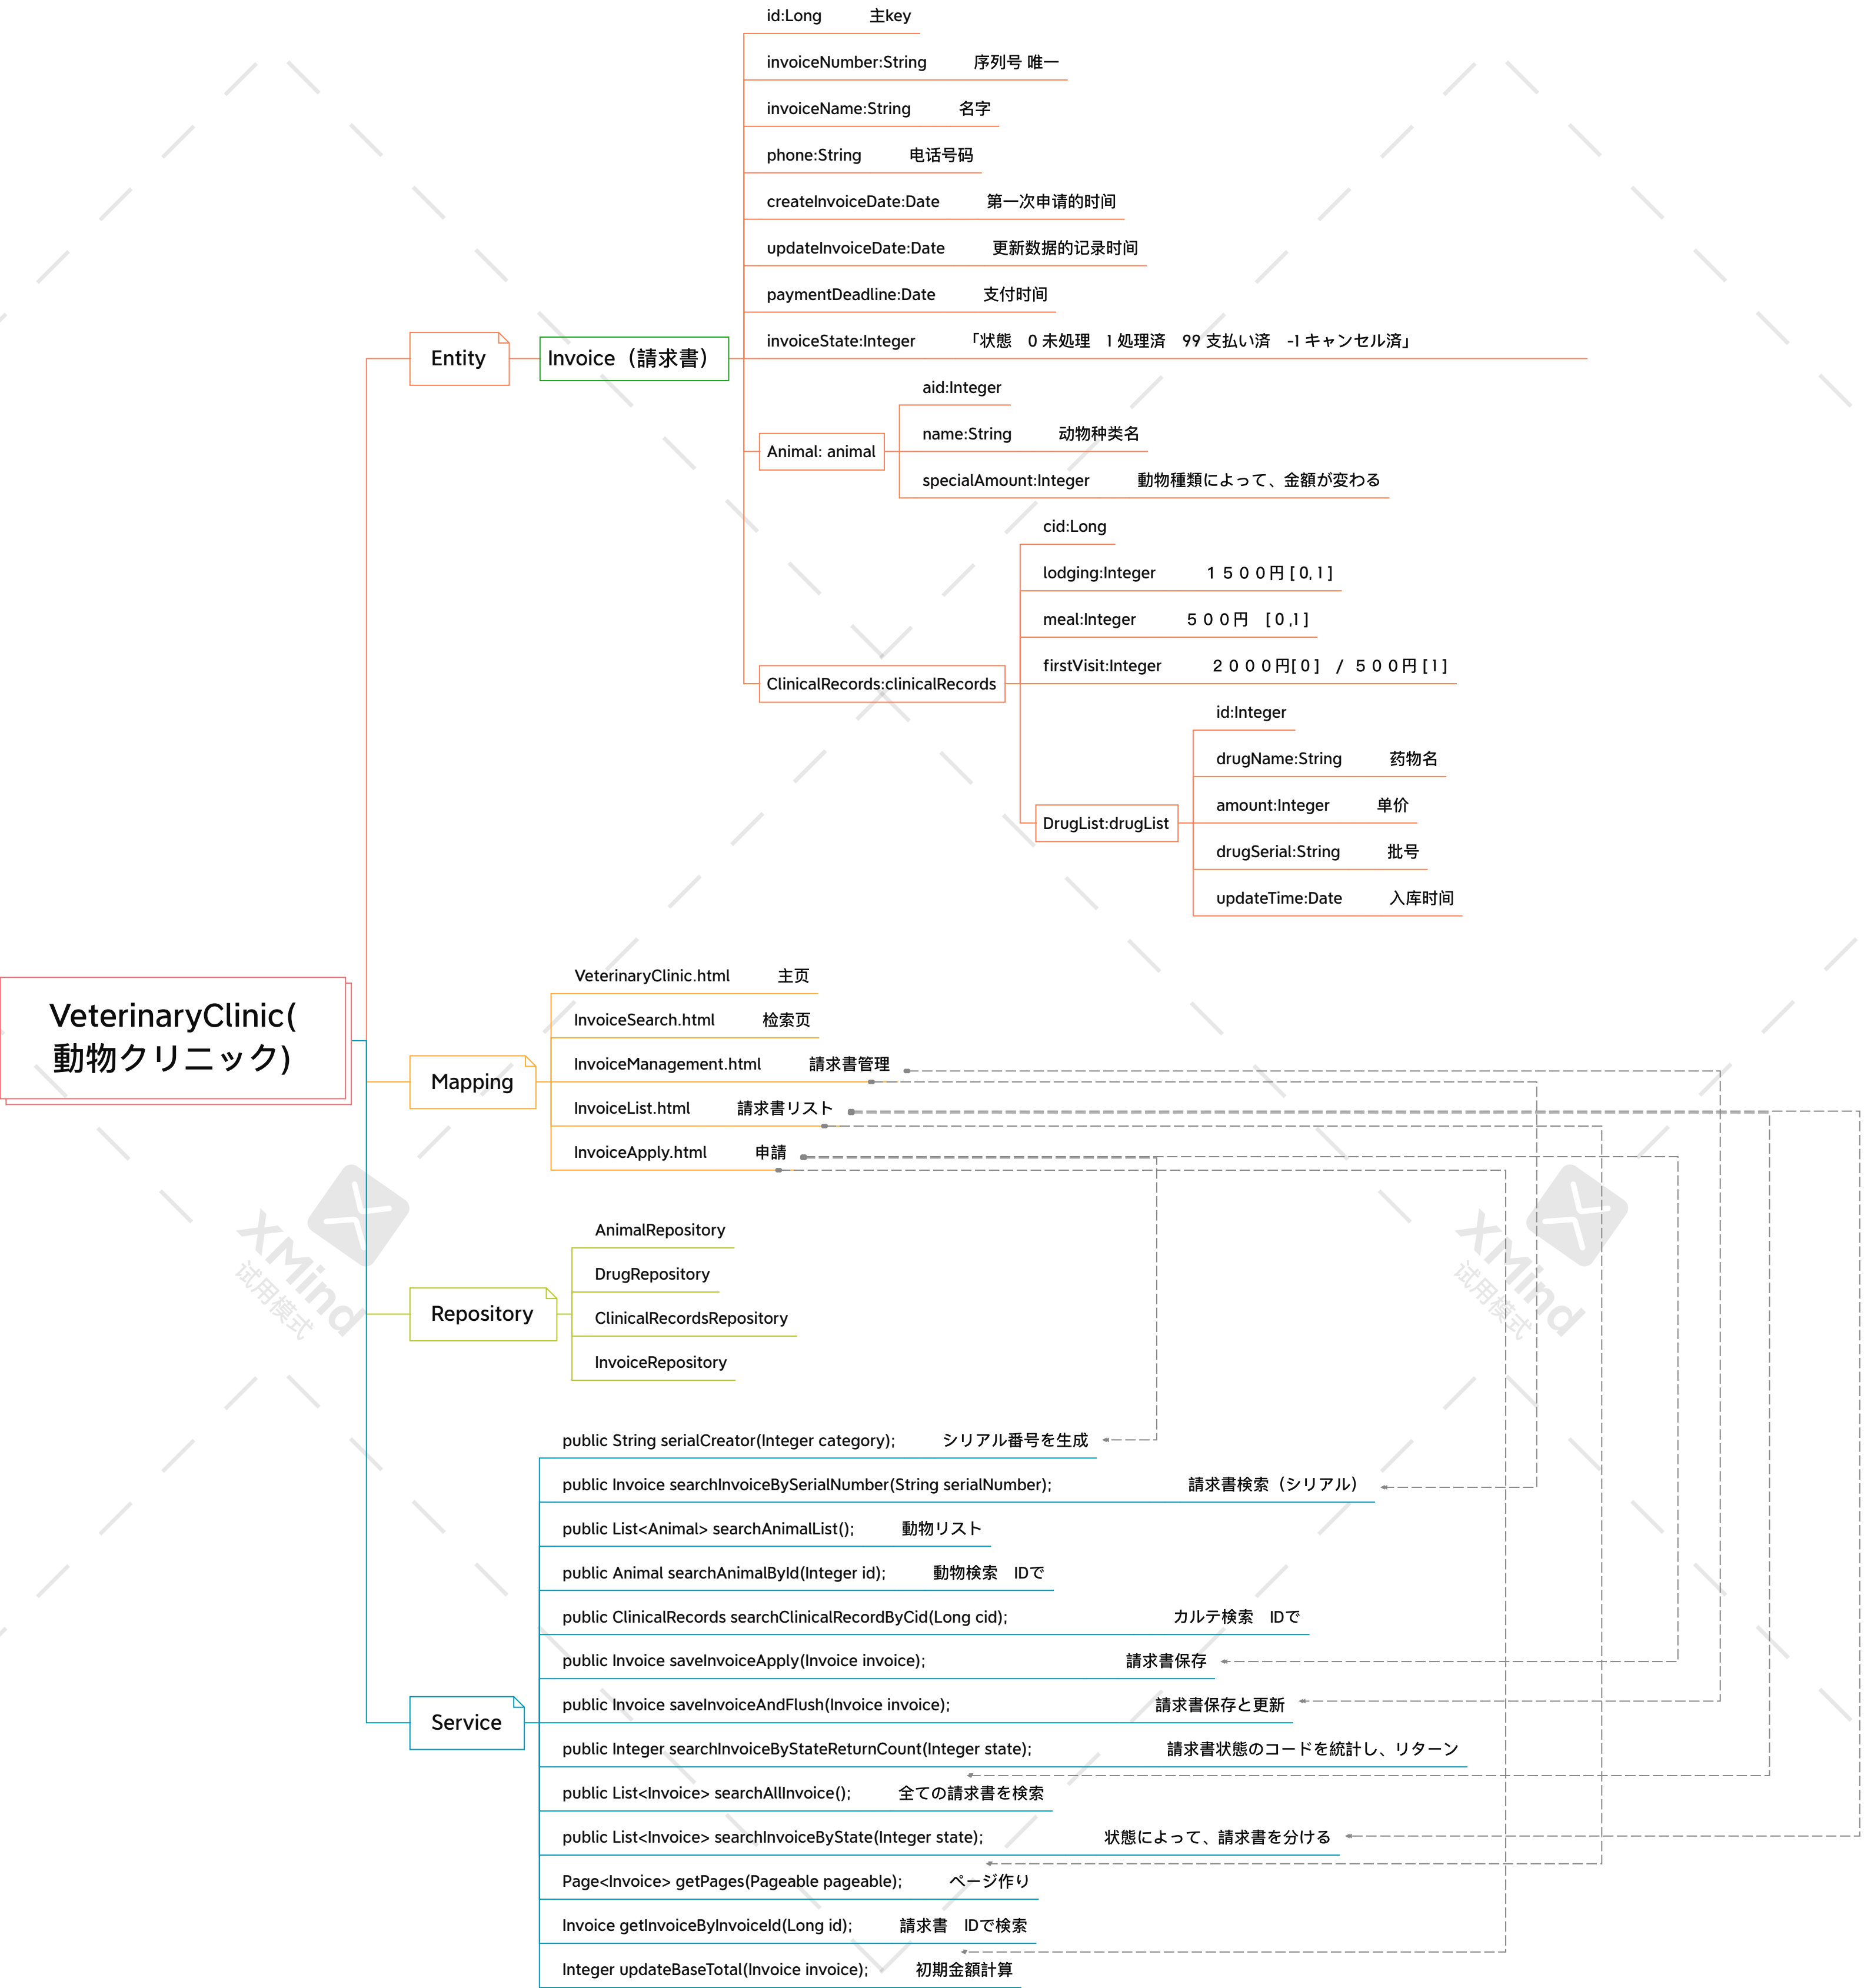 id:Long 主key
invoiceNumber:String 序列号 唯一
invoiceName:String 名字
phone:String 电话号码
createInvoiceDate:Date 第一次申请的时间
updateInvoiceDate:Date 更新数据的记录时间
paymentDeadline:Date 支付时间
invoiceState:Integer 「状態　0 未処理　1 処理済　99 支払い済　-1 キャンセル済」
Entity
Invoice（請求書）
aid:Integer
name:String 动物种类名
Animal: animal
specialAmount:Integer 動物種類によって、金額が変わる
cid:Long
lodging:Integer １５００円 [ 0, 1 ]
meal:Integer ５００円　[ 0 ,1 ]
firstVisit:Integer ２０００円[ 0 ]　/　５００円 [ 1 ]
ClinicalRecords:clinicalRecords
id:Integer
drugName:String 药物名
amount:Integer 单价
DrugList:drugList
drugSerial:String 批号
updateTime:Date 入库时间
VeterinaryClinic(
動物クリニック)
VeterinaryClinic.html 主页
InvoiceSearch.html 检索页
InvoiceManagement.html 請求書管理
Mapping
InvoiceList.html 請求書リスト
InvoiceApply.html 申請
AnimalRepository
DrugRepository
Repository
ClinicalRecordsRepository
InvoiceRepository
public String serialCreator(Integer category); シリアル番号を生成
public Invoice searchInvoiceBySerialNumber(String serialNumber); 請求書検索（シリアル）
public List<Animal> searchAnimalList(); 動物リスト
public Animal searchAnimalById(Integer id); 動物検索　IDで
public ClinicalRecords searchClinicalRecordByCid(Long cid); カルテ検索　IDで
public Invoice saveInvoiceApply(Invoice invoice); 請求書保存
public Invoice saveInvoiceAndFlush(Invoice invoice); 請求書保存と更新
Service
public Integer searchInvoiceByStateReturnCount(Integer state); 請求書状態のコードを統計し、リターン
public List<Invoice> searchAllInvoice(); 全ての請求書を検索
public List<Invoice> searchInvoiceByState(Integer state); 状態によって、請求書を分ける
Page<Invoice> getPages(Pageable pageable); ページ作り
Invoice getInvoiceByInvoiceId(Long id); 請求書　IDで検索
Integer updateBaseTotal(Invoice invoice); 初期金額計算
XMind
试用模式
XMind
试用模式